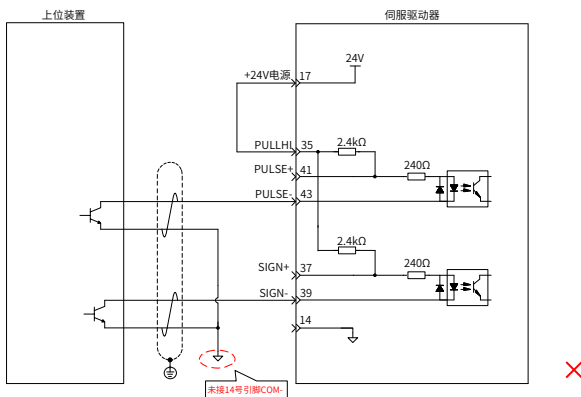 上位装置
伺服驱动器
24V
+24V电源
17
PULLHI
35
2.4kΩ
PULSE+
41
240Ω
PULSE-
43
2.4kΩ
SIGN+
37
240Ω
SIGN-
39
14
未接14号引脚COM-